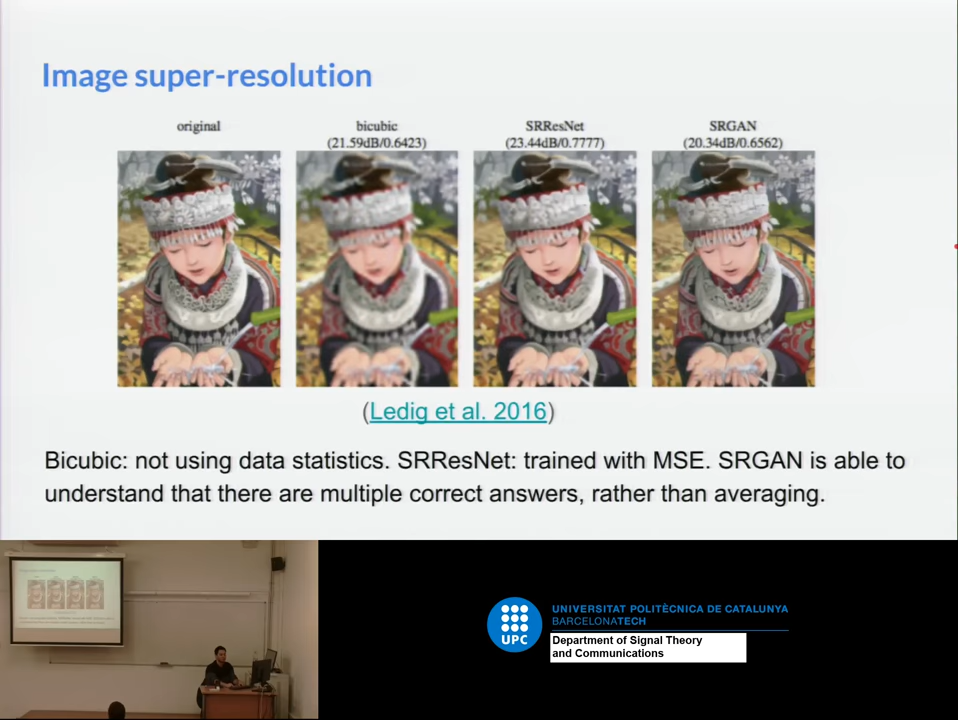 Image super-resolution
original
bicubic
(21.59dB/0.6423)
SRResNet
(23.44dB/0.7777)
SRGAN
(20.34dB/0.6562)
(Ledig et al. 2016)
Bicubic: not using data statistics. SRResNet: trained with MSE. SRGAN is able to
understand that there are multiple correct answers, rather than averaging.
UPC
UNIVERSITAT POLITÈCNICA DE CATALUNYA
BARCELONATECH
Department of Signal Theory
and Communications